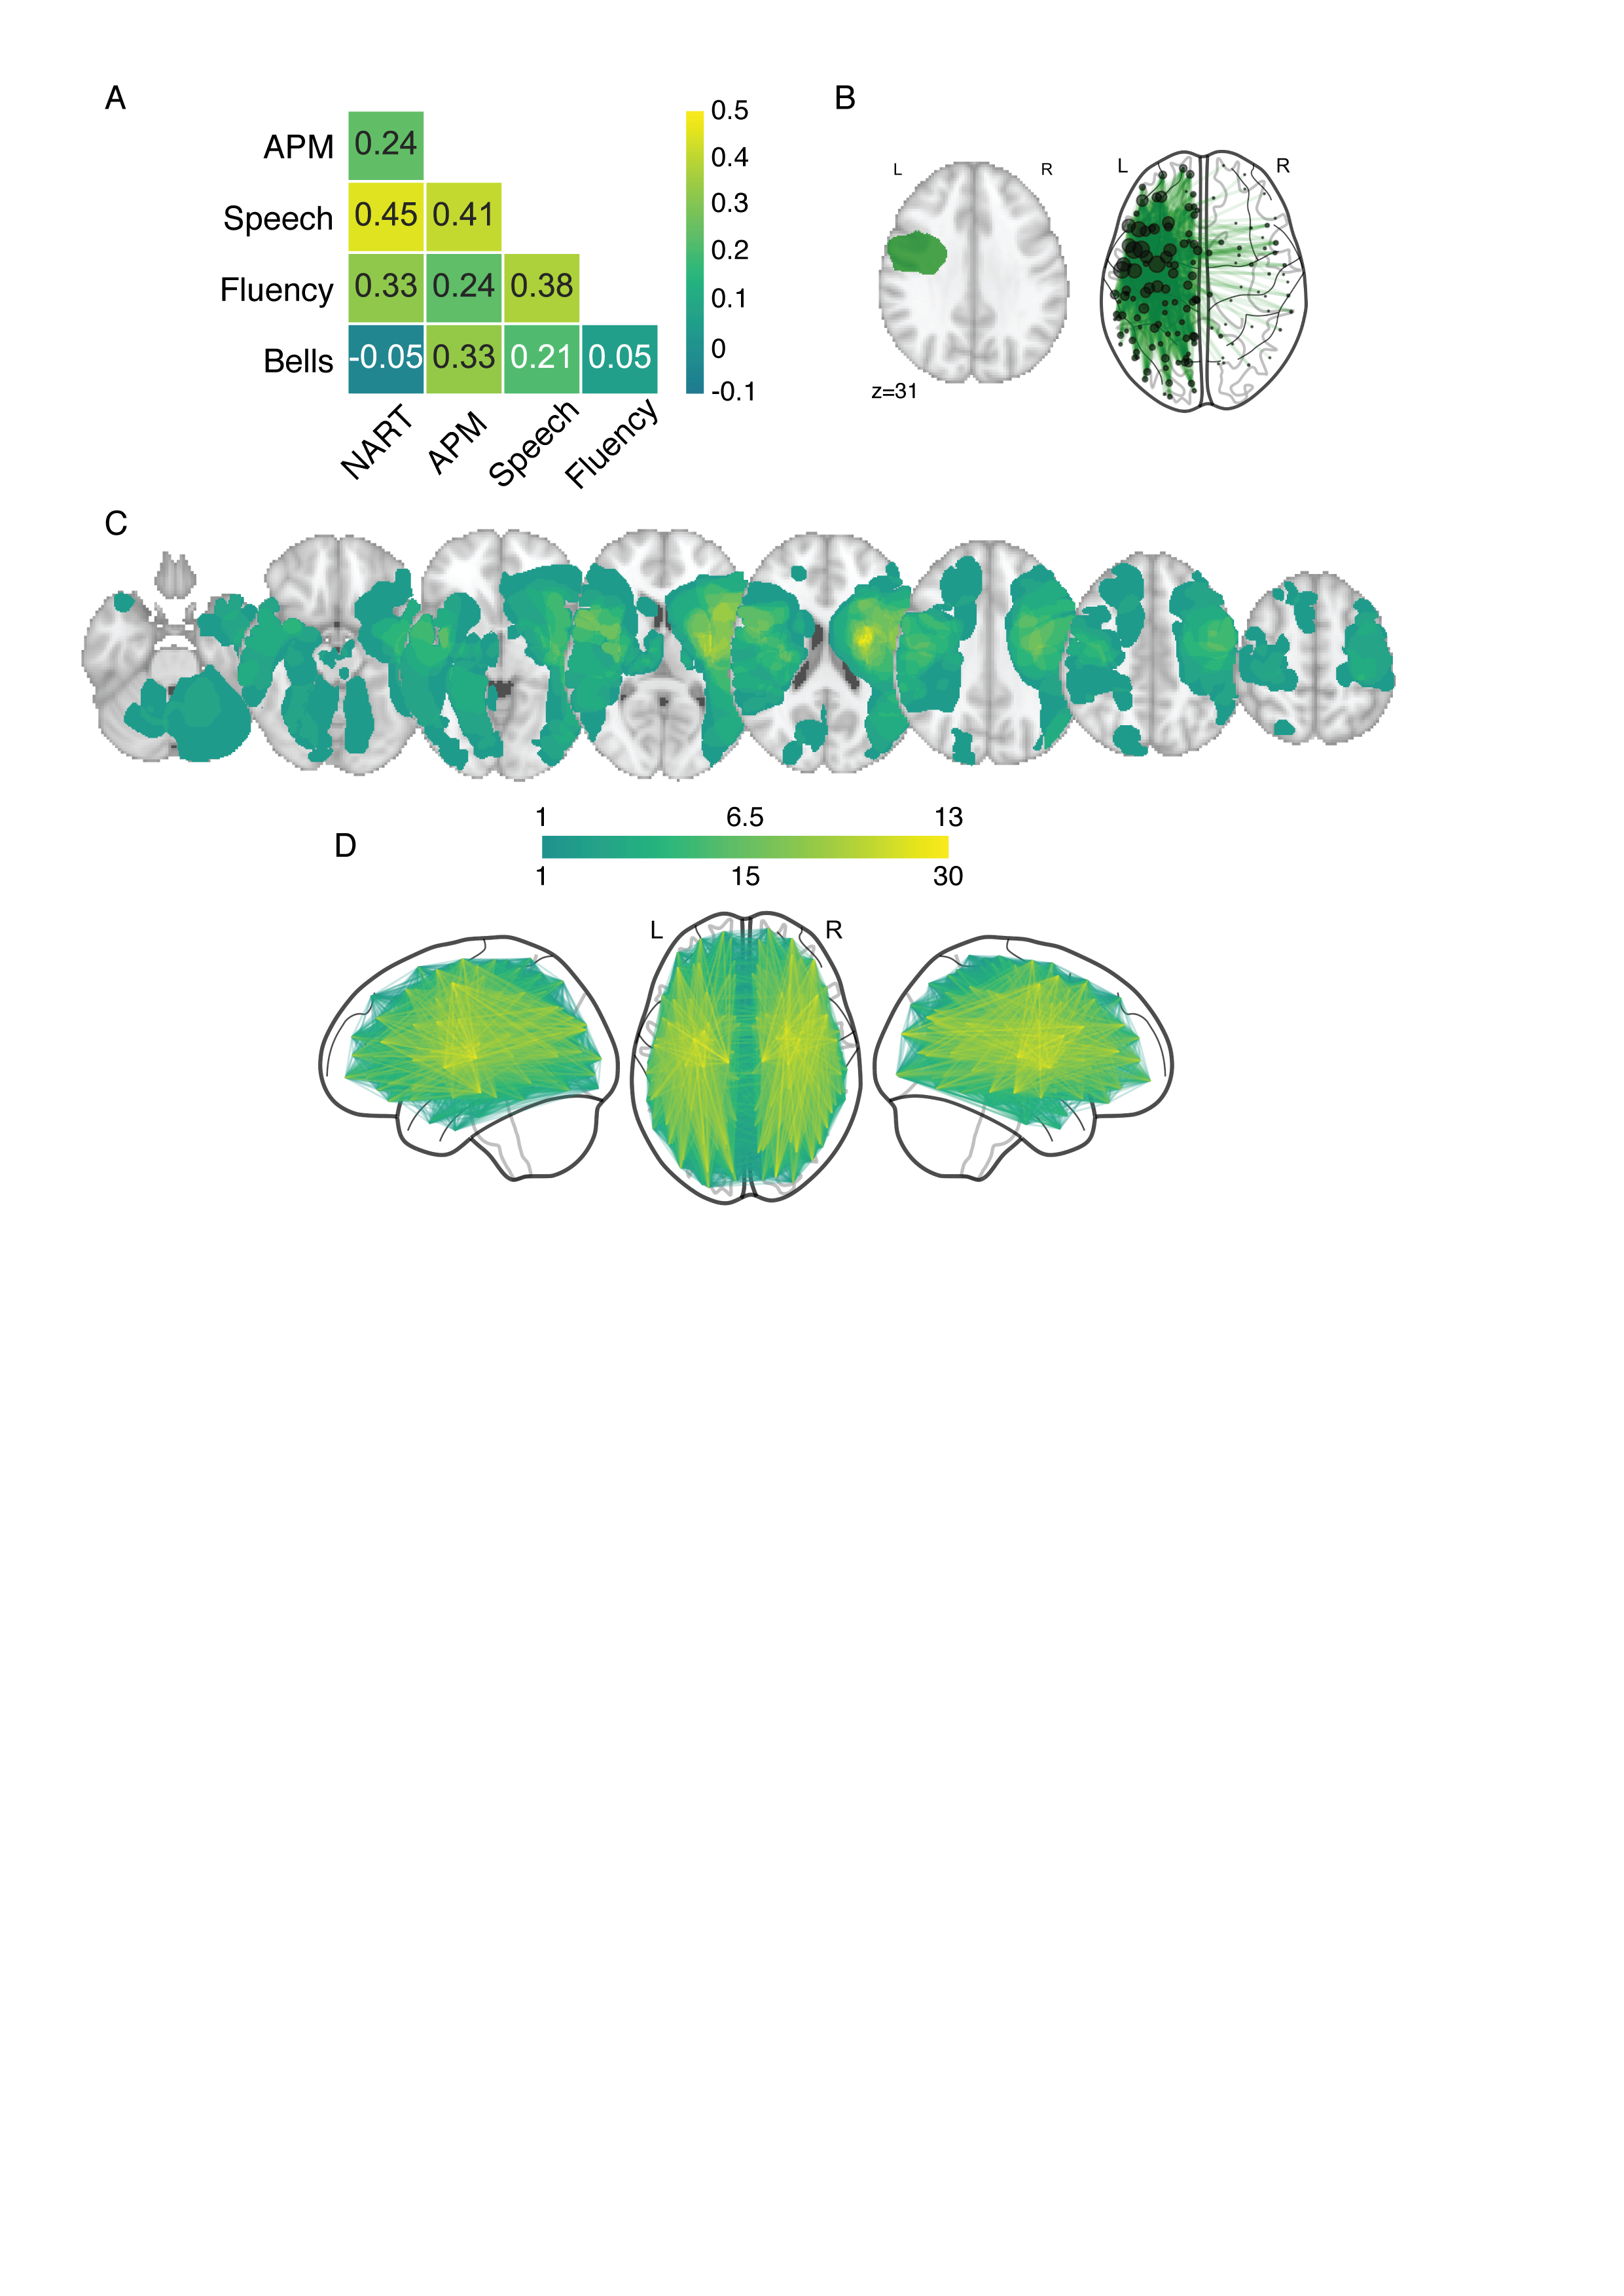 A
APM
0.24
Speech
0.45 0.41
Fluency
0.33 0.24 0.38
Bells
-0.05 0.33 0.21 0.05
NART APM Speech Fluency
0.5
0.4
0.3
0.2
0.1
0
-0.1
B
L R
z=31
L R
C
1 6.5 13
D
1 15 30
L R